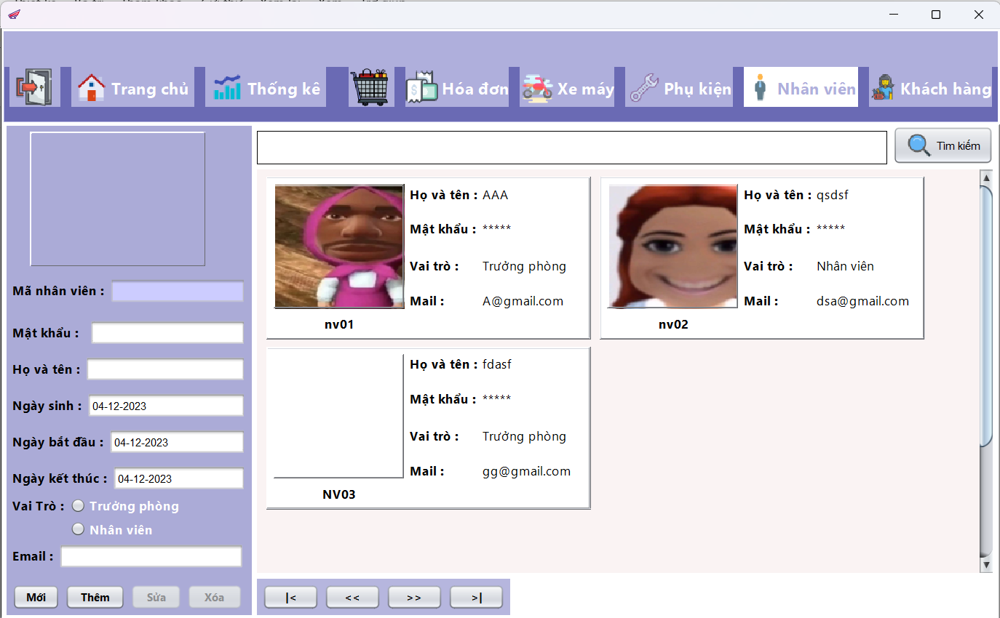 Trang chủ
Thống kê
Hóa đơn
Xe máy
Phụ kiện
Nhân viên
Khách hàng
Tìm kiếm
Mã nhân viên :
Mật khẩu :
Họ và tên :
Ngày sinh : 04-12-2023
Ngày bắt đầu : 04-12-2023
Ngày kết thúc : 04-12-2023
Vai Trò : Trưởng phòng
Nhân viên
Email :
Mới
Thêm
Sửa
Xóa
Họ và tên : AAA
Mật khẩu : *****
Vai trò : Trưởng phòng
Mail : A@gmail.com
nv01
Họ và tên : qsdsf
Mật khẩu : *****
Vai trò : Nhân viên
Mail : dsa@gmail.com
nv02
Họ và tên : fdasf
Mật khẩu : *****
Vai trò : Trưởng phòng
Mail : gg@gmail.com
NV03
|<
<<
>>
>|